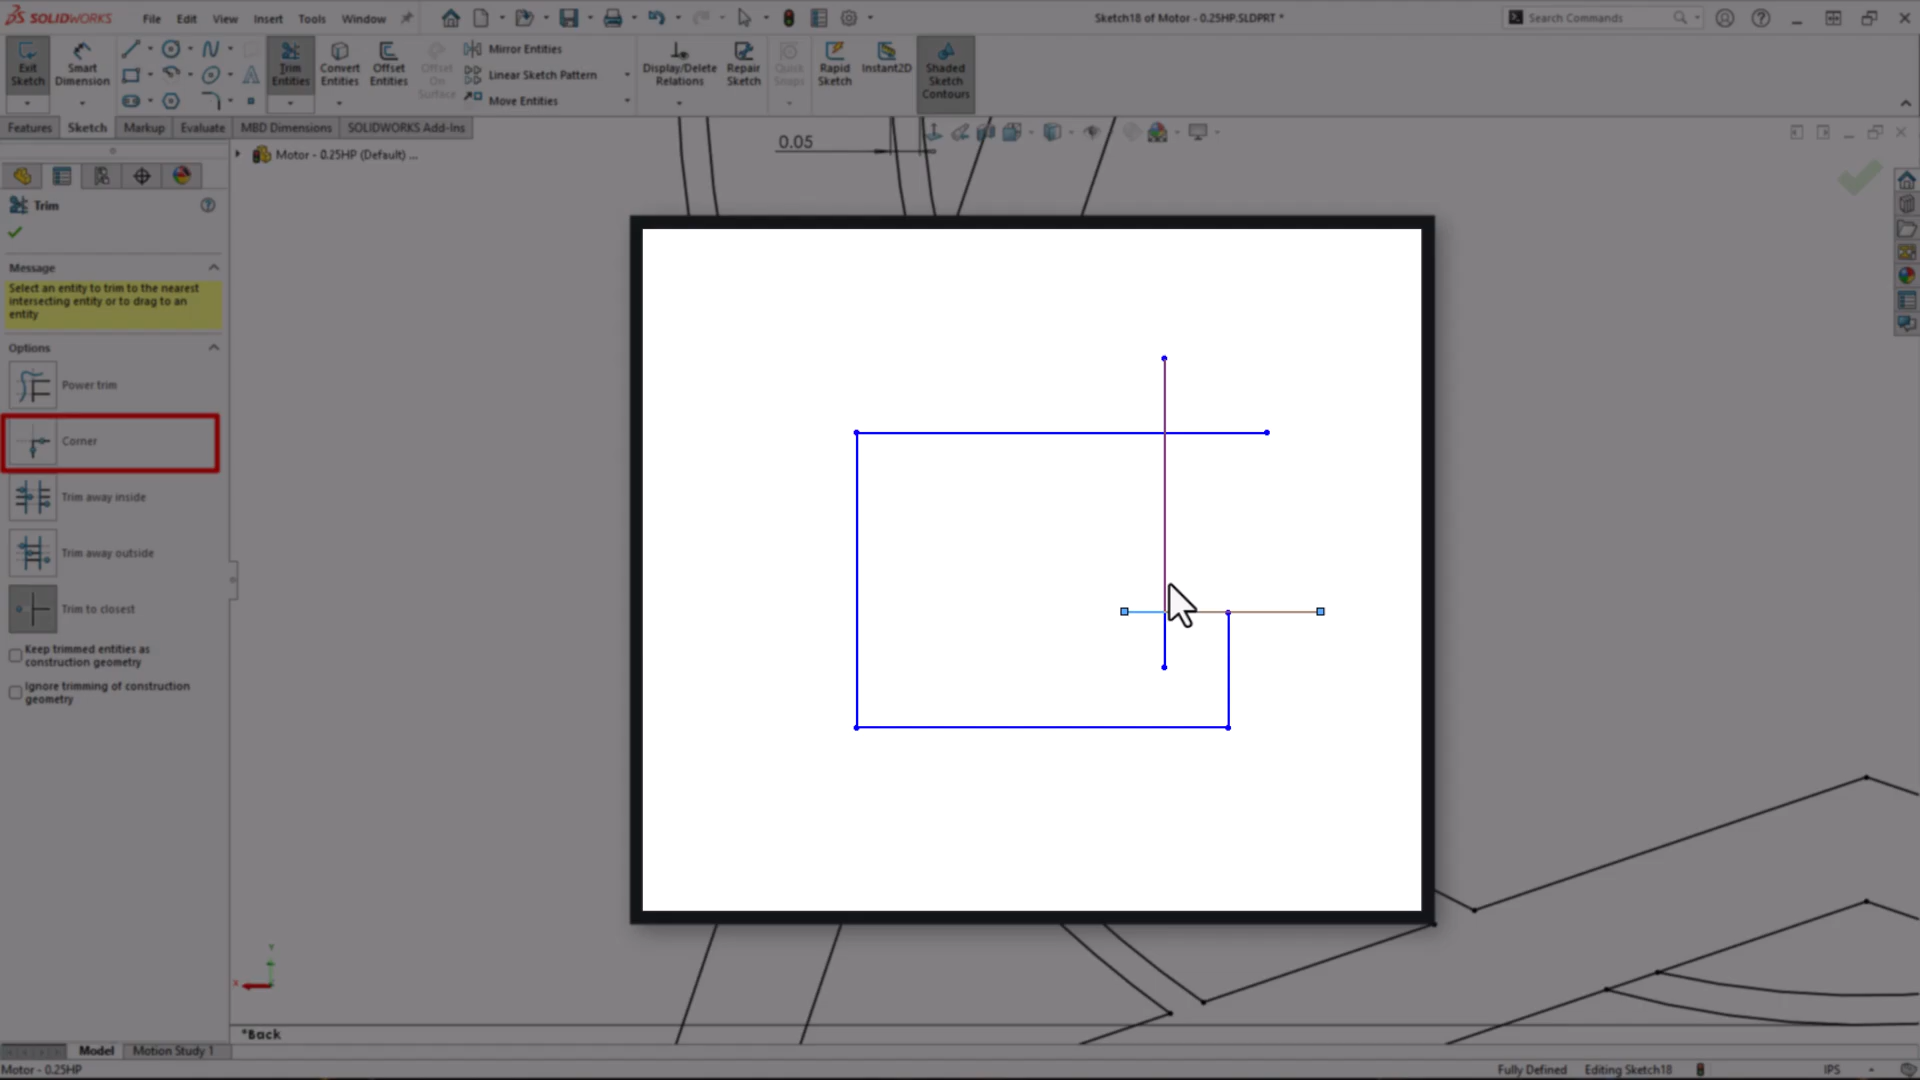 SOLIDWORKS File Edit View Insert Tools Window
Sketch18 of Motor - 0.25HP.SLDPRT *
Search Commands
Exit Sketch
Smart Dimension
Trim Entities
Convert Entities
Offset Entities
Offset On Surface
Mirror Entities
Linear Sketch Pattern
Move Entities
Display/Delete Relations
Repair Sketch
Quick Snaps
Rapid Sketch
Instant2D
Shaded Sketch Contours
Features Sketch Markup Evaluate MBD Dimensions SOLIDWORKS Add-Ins
Motor - 0.25HP (Default) ...
0.05
Trim
Message
Select an entity to trim to the nearest
intersecting entity or to drag to an
entity
Options
Power trim
Corner
Trim away inside
Trim away outside
Trim to closest
Keep trimmed entities as
construction geometry
Ignore trimming of construction
geometry
Y
X
*Back
Model Motion Study 1
Motor - 0.25HP
Fully Defined Editing Sketch18 IPS